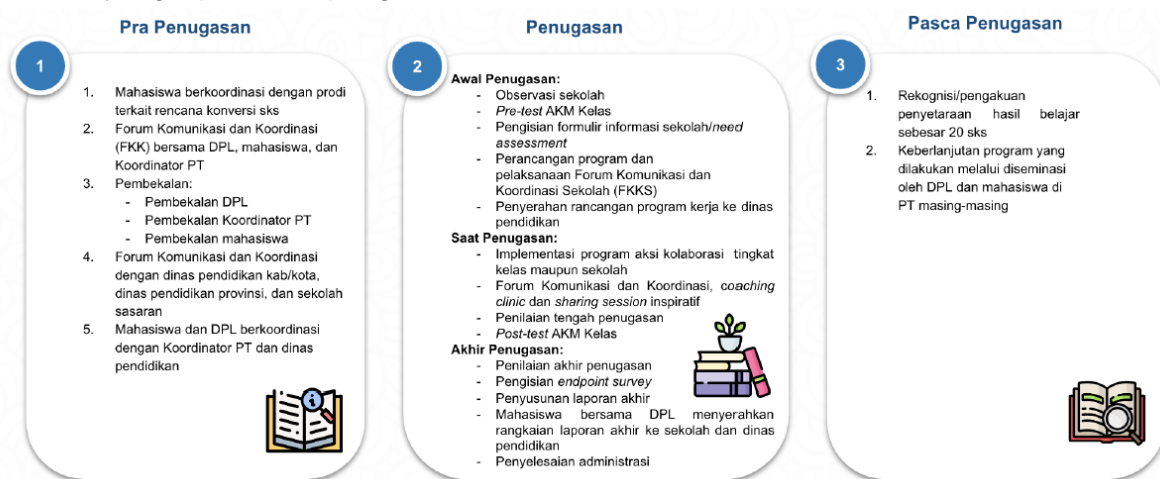 Pra Penugasan
1
1. Mahasiswa berkoordinasi dengan prodi
terkait rencana konversi sks
2. Forum Komunikasi dan Koordinasi
(FKK) bersama DPL, mahasiswa, dan
Koordinator PT
3. Pembekalan:
- Pembekalan DPL
- Pembekalan Koordinator PT
- Pembekalan mahasiswa
4. Forum Komunikasi dan Koordinasi
dengan dinas pendidikan kab/kota,
dinas pendidikan provinsi, dan sekolah
sasaran
5. Mahasiswa dan DPL berkoordinasi
dengan Koordinator PT dan dinas
pendidikan
Penugasan
2
Awal Penugasan:
- Observasi sekolah
- Pre-test AKM Kelas
- Pengisian formulir informasi sekolah/need
assessment
- Perancangan program dan
pelaksanaan Forum Komunikasi dan
Koordinasi Sekolah (FKKS)
- Penyerahan rancangan program kerja ke dinas
pendidikan
Saat Penugasan:
- Implementasi program aksi kolaborasi tingkat
kelas maupun sekolah
- Forum Komunikasi dan Koordinasi, coaching
clinic dan sharing session inspiratif
- Penilaian tengah penugasan
- Post-test AKM Kelas
Akhir Penugasan:
- Penilaian akhir penugasan
- Pengisian endpoint survey
- Penyusunan laporan akhir
- Mahasiswa bersama DPL menyerahkan
rangkaian laporan akhir ke sekolah dan dinas
pendidikan
- Penyelesaian administrasi
Pasca Penugasan
3
1. Rekognisi/pengakuan
penyetaraan hasil belajar
sebesar 20 sks
2. Keberlanjutan program yang
dilakukan melalui diseminasi
oleh DPL dan mahasiswa di
PT masing-masing